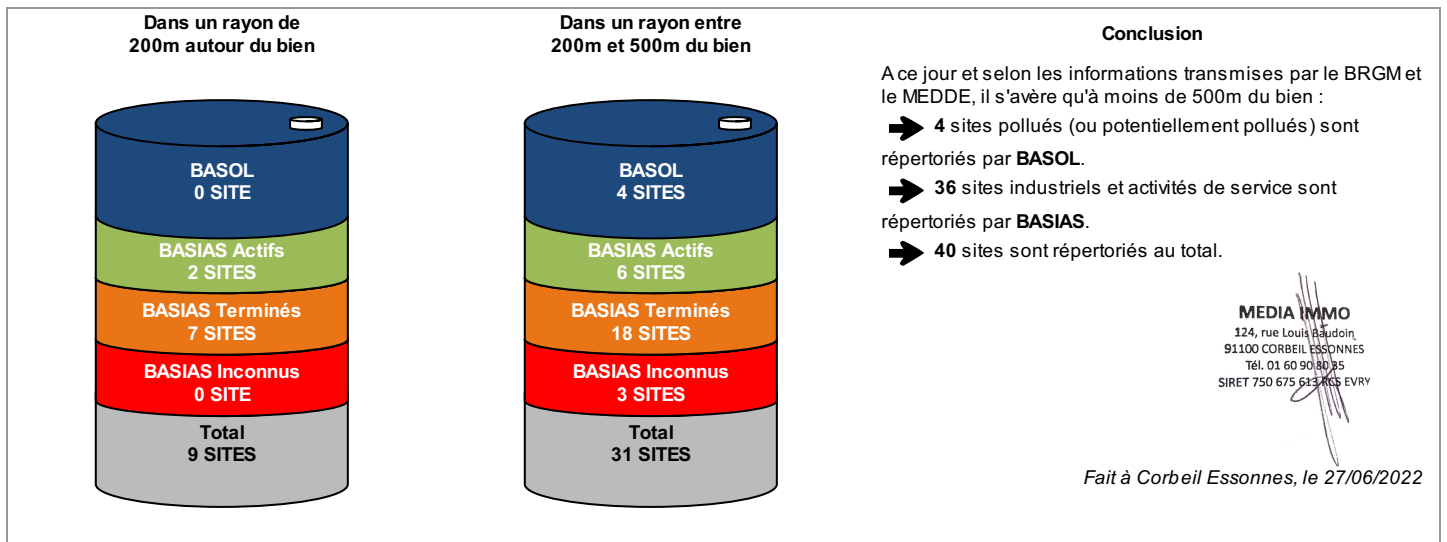 Dans un rayon de
200m autour du bien
BASOL
0 SITE
BASIAS Actifs
2 SITES
BASIAS Terminés
7 SITES
BASIAS Inconnus
0 SITE
Total
9 SITES
Dans un rayon entre
200m et 500m du bien
BASOL
4 SITES
BASIAS Actifs
6 SITES
BASIAS Terminés
18 SITES
BASIAS Inconnus
3 SITES
Total
31 SITES
Conclusion
A ce jour et selon les informations transmises par le BRGM et
le MEDDE, il s'avère qu'à moins de 500m du bien :
4 sites pollués (ou potentiellement pollués) sont
répertoriés par BASOL.
36 sites industriels et activités de service sont
répertoriés par BASIAS.
40 sites sont répertoriés au total.
MEDIA IMMO
124, rue Louis Baudoin
91100 CORBEIL ESSONNES
Tél. 01 60 90 80 85
SIRET 750 675 613 RCS EVRY
Fait à Corbeil Essonnes, le 27/06/2022